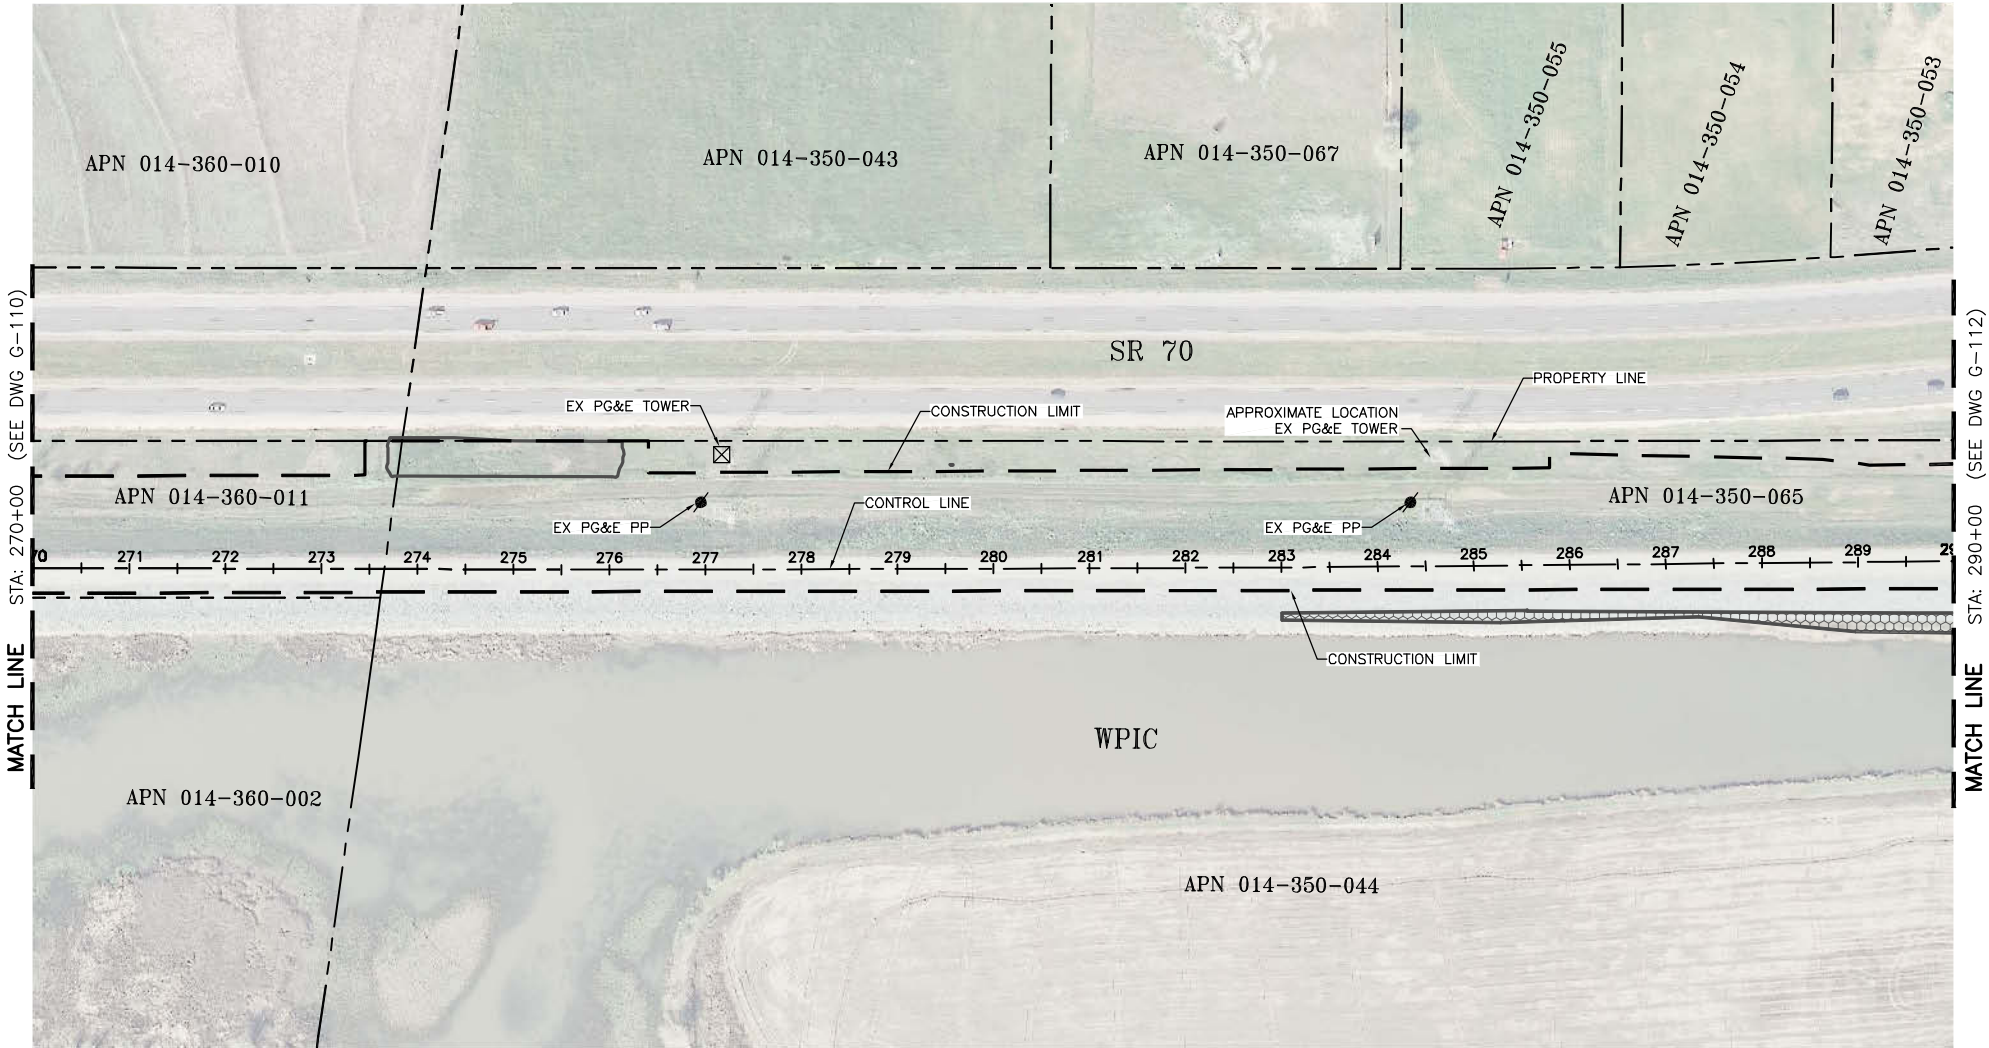 APN 014-360-010
APN 014-350-043
APN 014-350-067
APN 014-350-055
APN 014-350-054
APN 014-350-053
SR 70
PROPERTY LINE
EX PG&E TOWER
CONSTRUCTION LIMIT
APPROXIMATE LOCATION
EX PG&E TOWER
APN 014-360-011
APN 014-350-065
CONTROL LINE
EX PG&E PP
EX PG&E PP
70 271 272 273 274 275 276 277 278 279 280 281 282 283 284 285 286 287 288 289 29
CONSTRUCTION LIMIT
WPIC
APN 014-360-002
APN 014-350-044
MATCH LINE
STA: 270+00 (SEE DWG G-110)
MATCH LINE
STA: 290+00 (SEE DWG G-112)